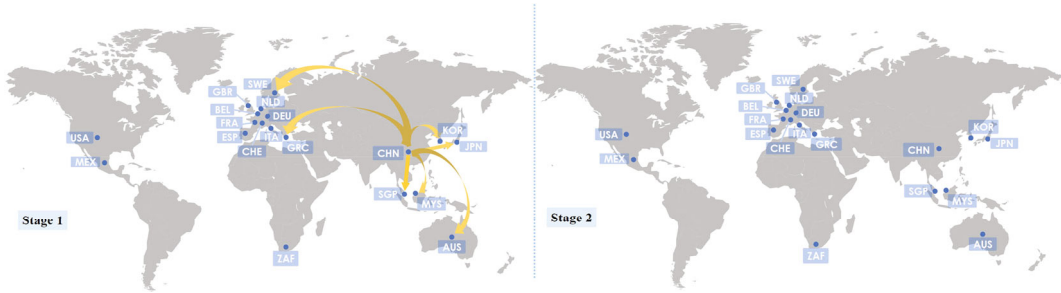 SWE
GBR
NLD
BEL
DEU
FRA
ESP
ITA
GRC
CHE
USA
MEX
KOR
JPN
CHN
SGP
MYS
AUS
ZAF
Stage 1
SWE
GBR
NLD
BEL
DEU
FRA
ESP
ITA
GRC
CHE
USA
MEX
KOR
JPN
CHN
SGP
MYS
AUS
ZAF
Stage 2